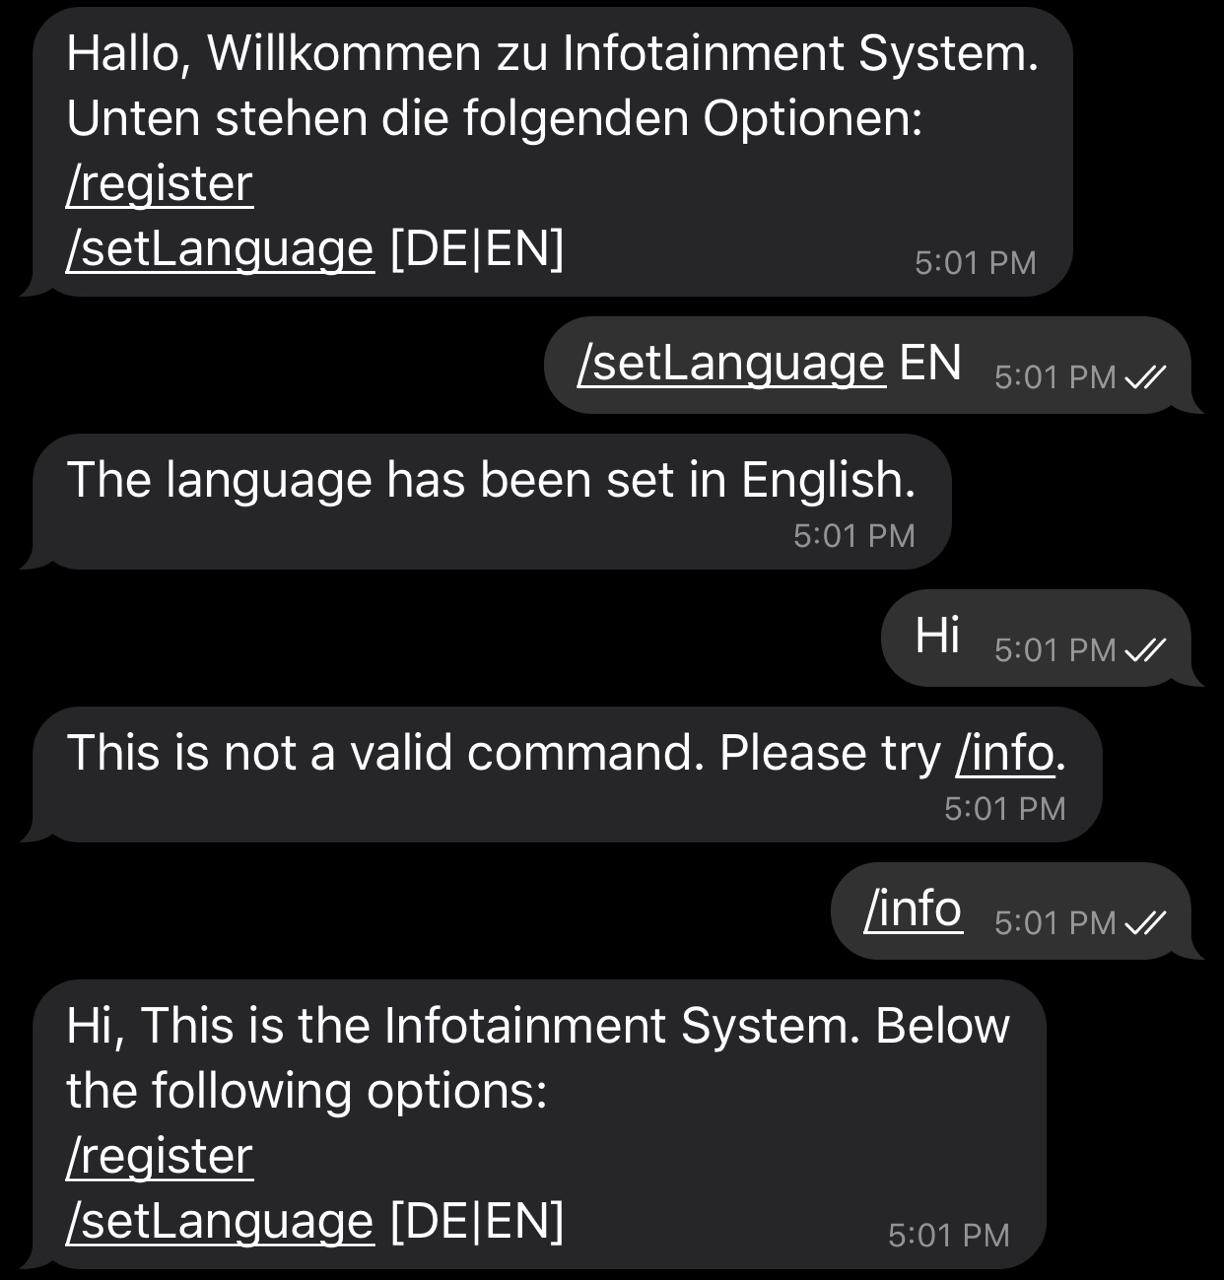 Hallo, Willkommen zu Infotainment System.
Unten stehen die folgenden Optionen:
/register
/setLanguage [DE|EN]
5:01 PM
/setLanguage EN 5:01 PM
The language has been set in English.
5:01 PM
Hi 5:01 PM
This is not a valid command. Please try /info.
5:01 PM
/info 5:01 PM
Hi, This is the Infotainment System. Below
the following options:
/register
/setLanguage [DE|EN]
5:01 PM